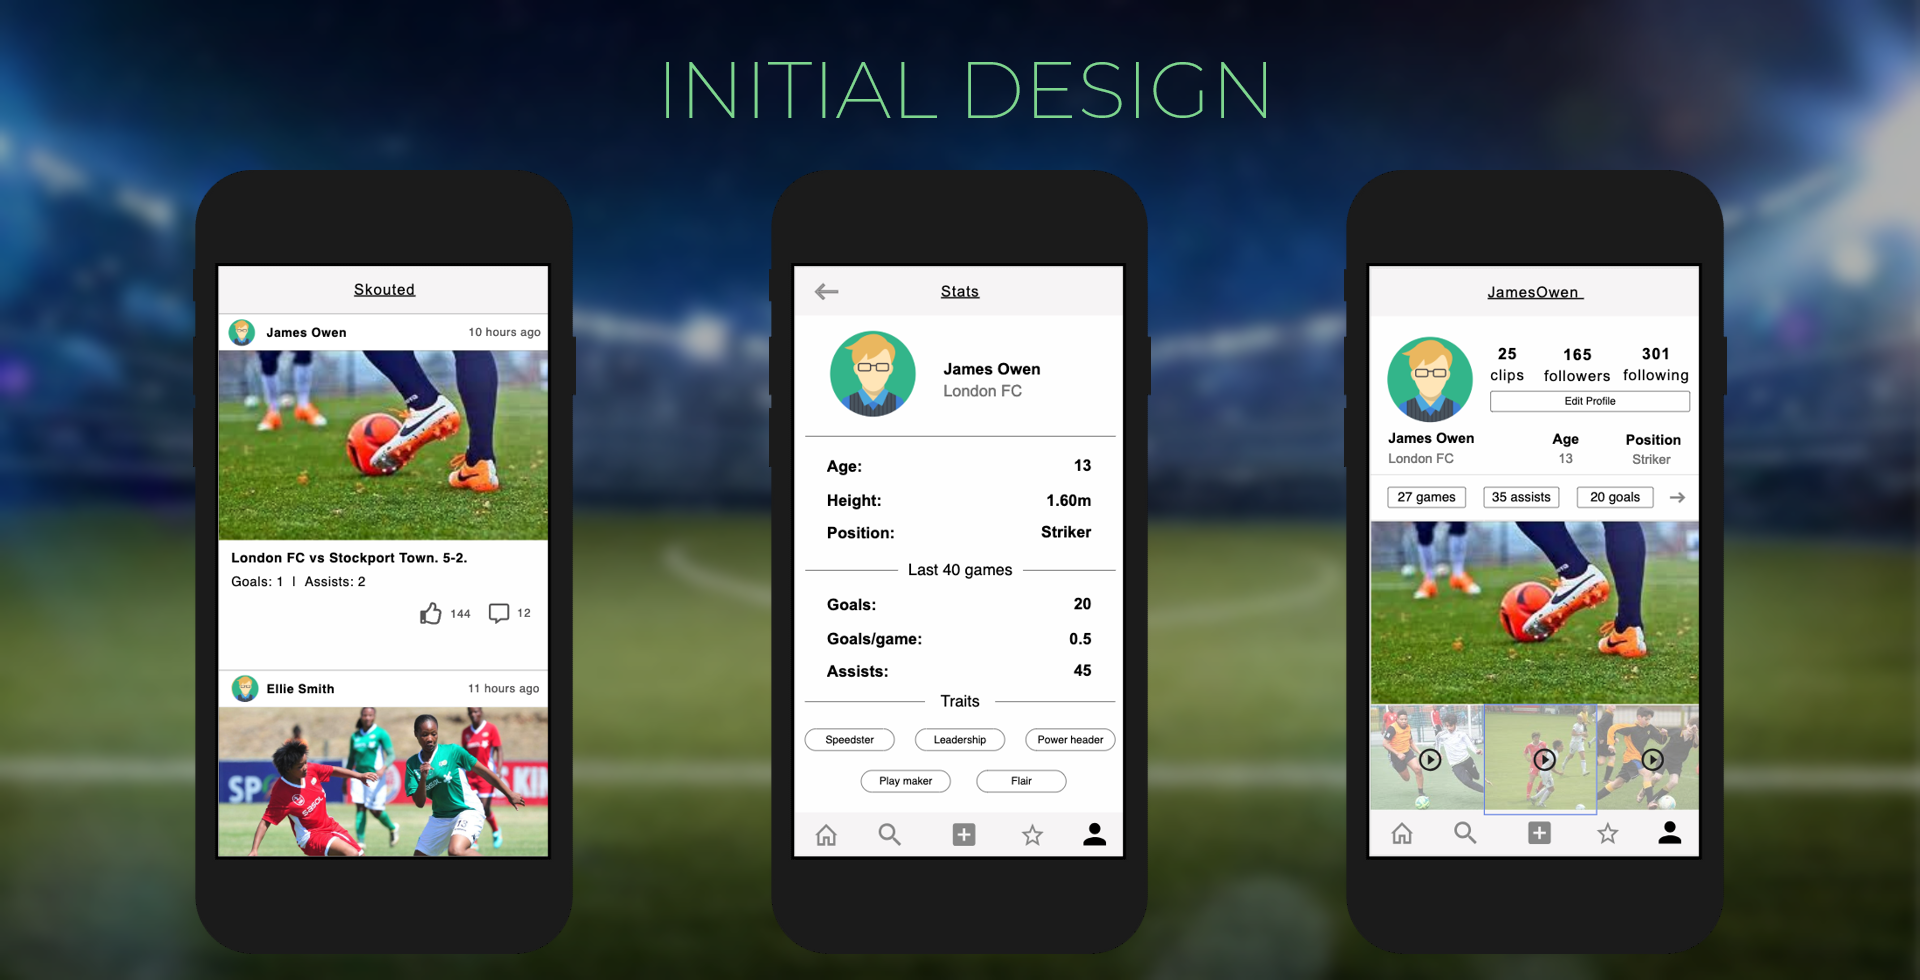 INITIAL DESIGN
Skouted
James Owen 10 hours ago
London FC vs Stockport Town. 5-2.
Goals: 1 | Assists: 2
144 12
Ellie Smith 11 hours ago
Stats
James Owen
London FC
Age: 13
Height: 1.60m
Position: Striker
Last 40 games
Goals: 20
Goals/game: 0.5
Assists: 45
Traits
Speedster Leadership Power header
Play maker Flair
JamesOwen
25 165 301
clips followers following
Edit Profile
James Owen Age Position
London FC 13 Striker
27 games 35 assists 20 goals